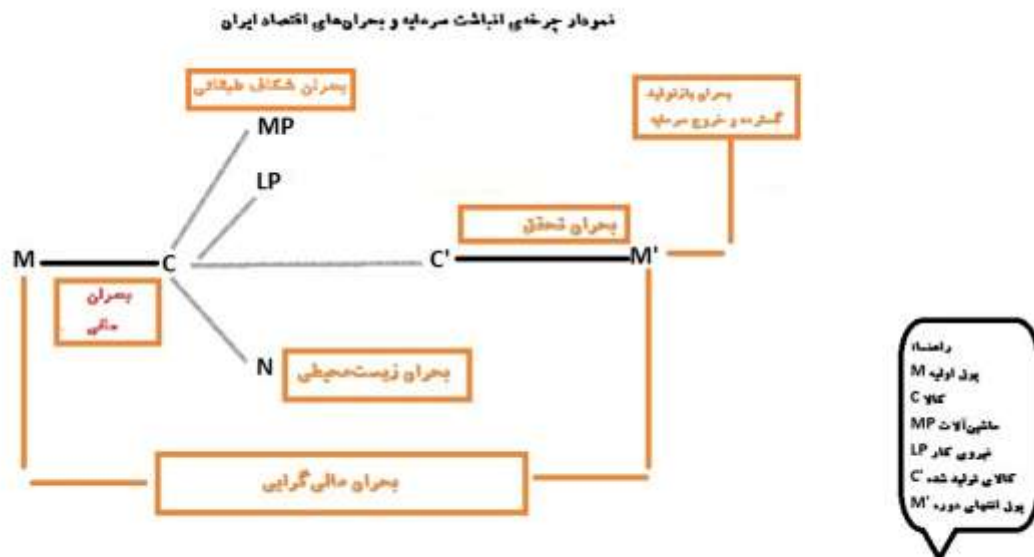 نمودار چرخه‌ی انباشت سرمایه و بحران‌های اقتصاد ایران
بحران شکاف طبقاتی
بحران بازتولید
گسترده و خروج سرمایه
MP
LP
بحران تحقق
M
C
C'
M'
بحران
مالی
N
بحران زیست‌محیطی
بحران مالی‌گرایی
راهنما:
پول اولیه M
کالا C
ماشین‌آلات MP
نیروی کار LP
کالای تولید شده C'
پول انتهای دوره M'